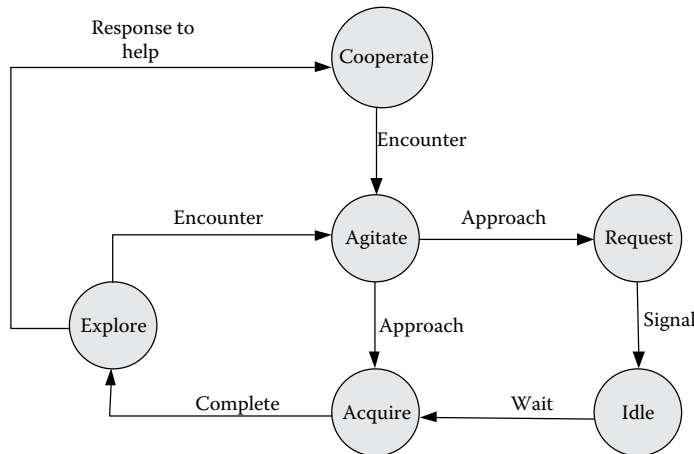 Response to
help
Cooperate
Encounter
Encounter
Agitate
Approach
Request
Explore
Approach
Signal
Complete
Acquire
Wait
Idle